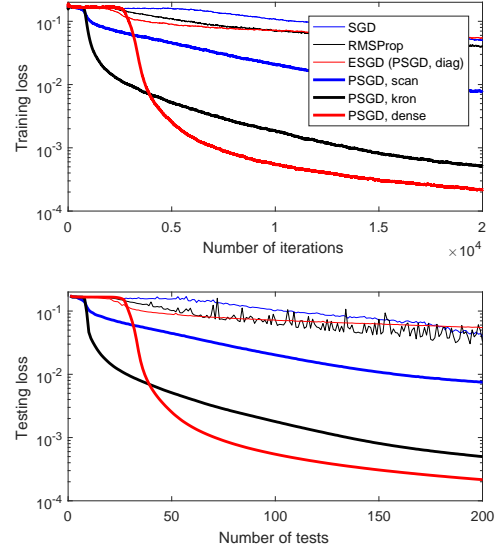 Training loss
10^-1
10^-2
10^-3
10^-4
SGD
RMSProp
ESGD (PSGD, diag)
PSGD, scan
PSGD, kron
PSGD, dense
0 0.5 1 1.5 2
Number of iterations
× 10^4
Testing loss
10^-1
10^-2
10^-3
10^-4
0 50 100 150 200
Number of tests